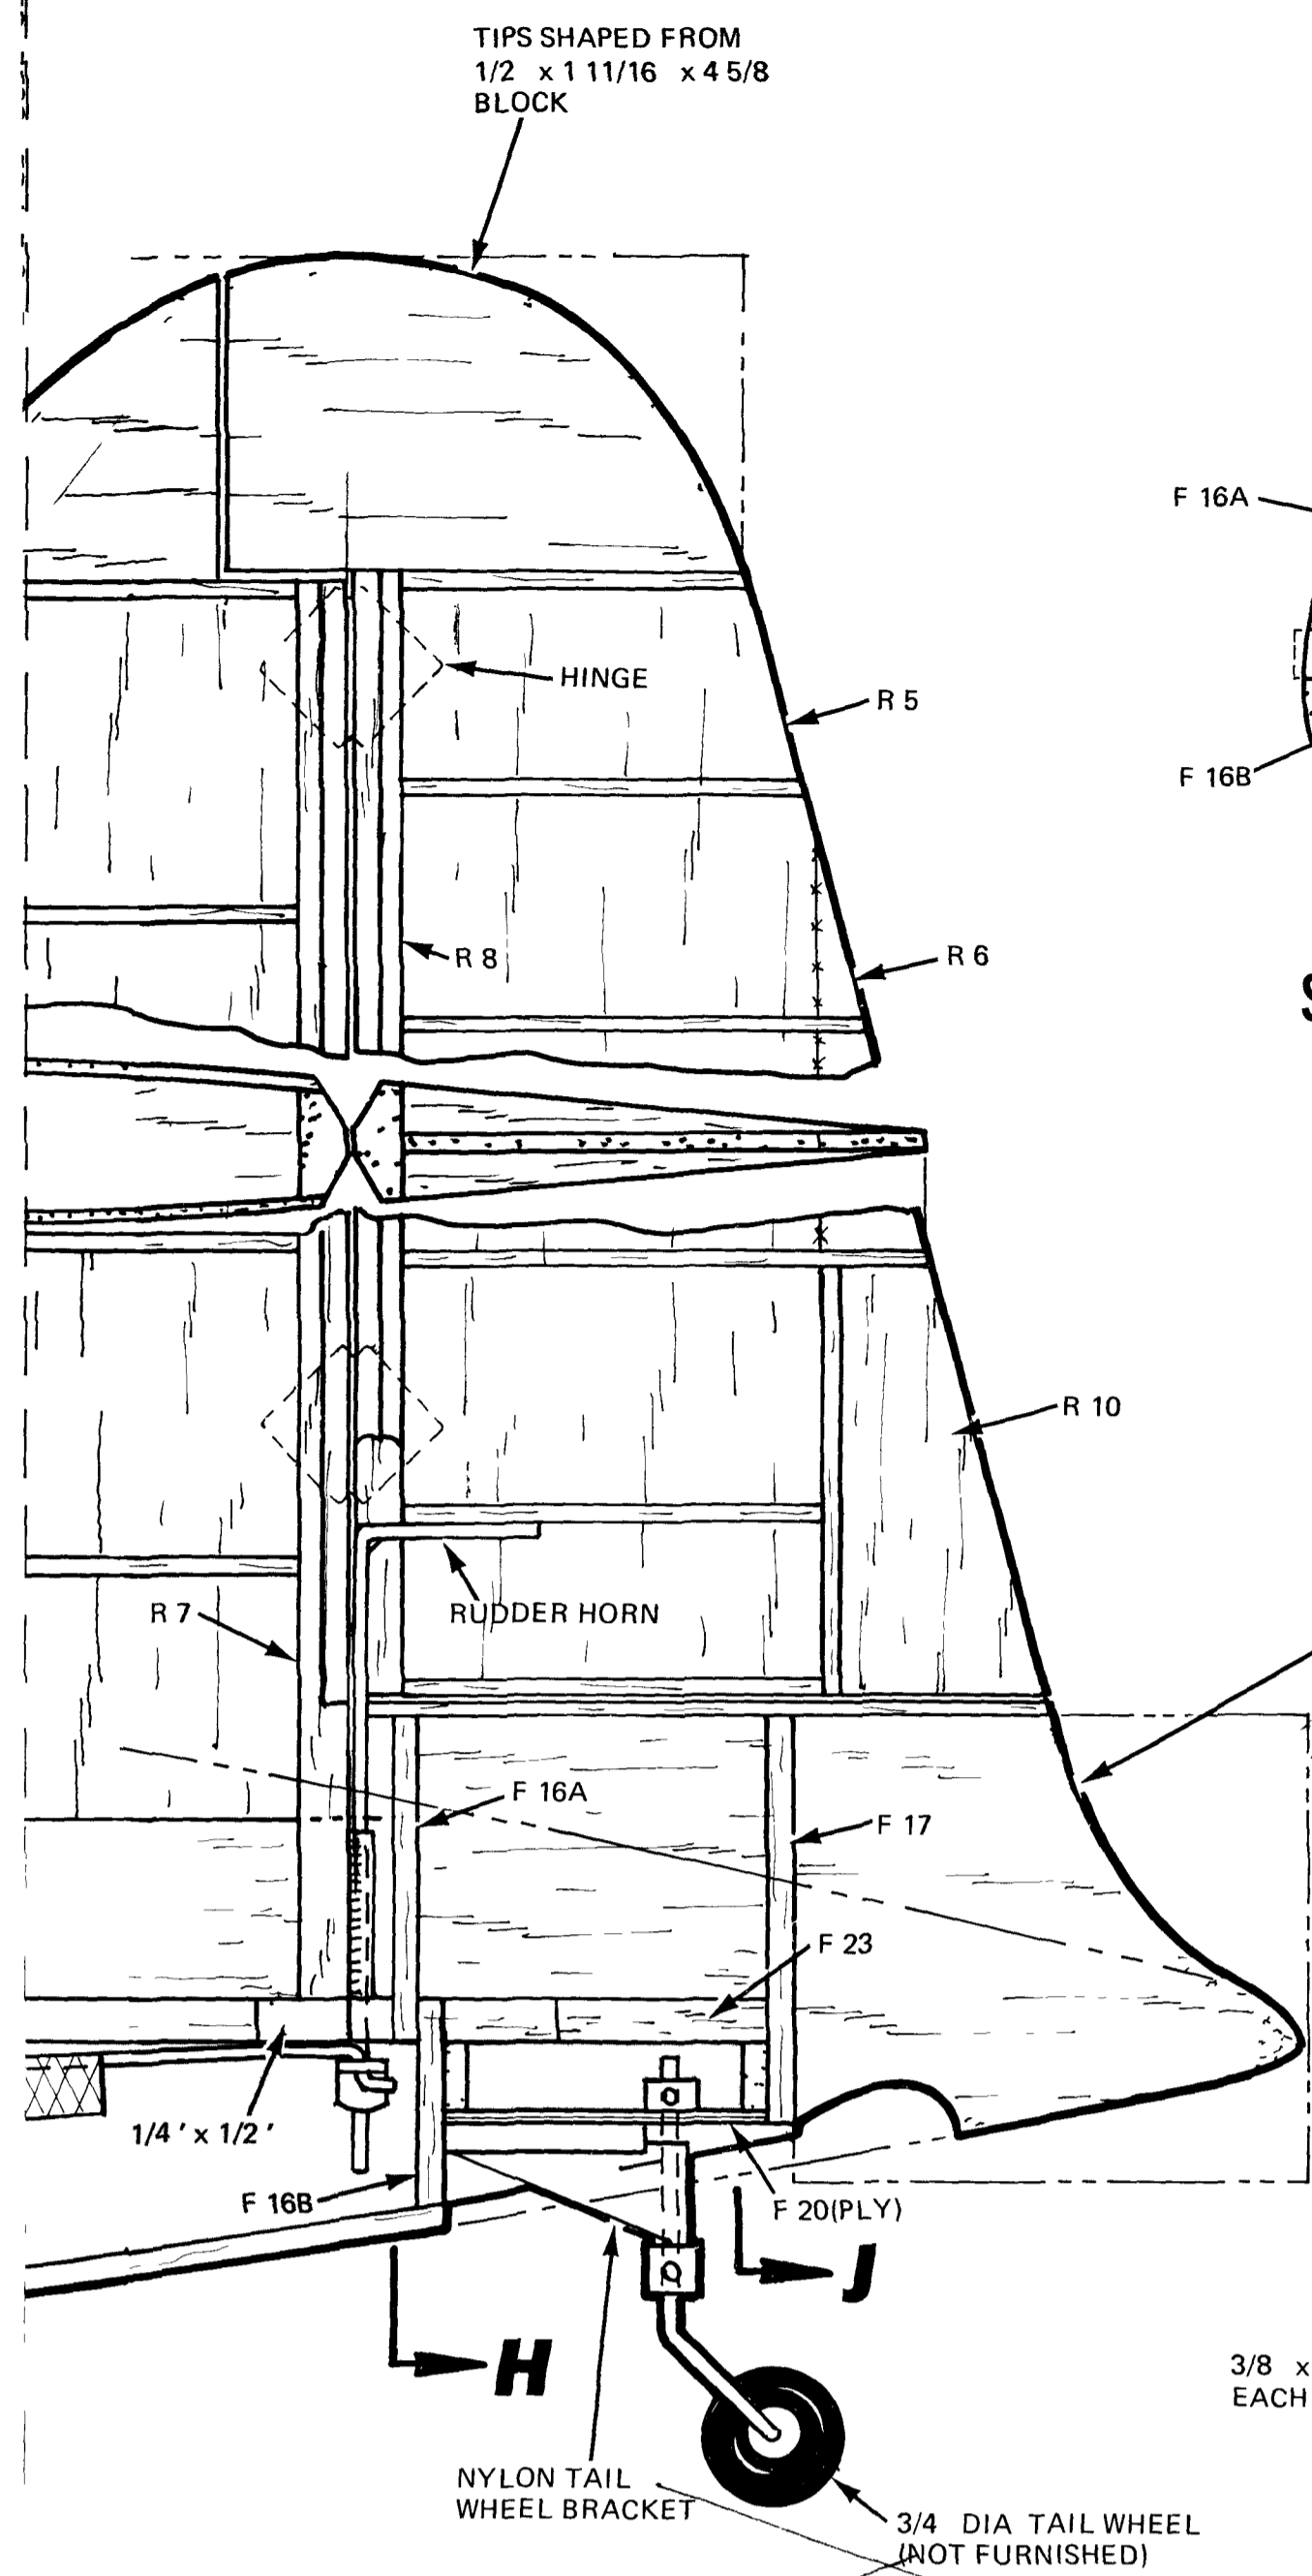 TIPS SHAPED FROM
1/2 x 1 11/16 x 4 5/8
BLOCK
F 16A
HINGE
R 5
F 16B
R 8
R 6
R 10
R 7
RUDDER HORN
F 16A
F 17
F 23
1/4 ' x 1/2 '
F 16B
F 20(PLY)
J
H
3/8 x
EACH
NYLON TAIL
WHEEL BRACKET
3/4 DIA TAIL WHEEL
(NOT FURNISHED)